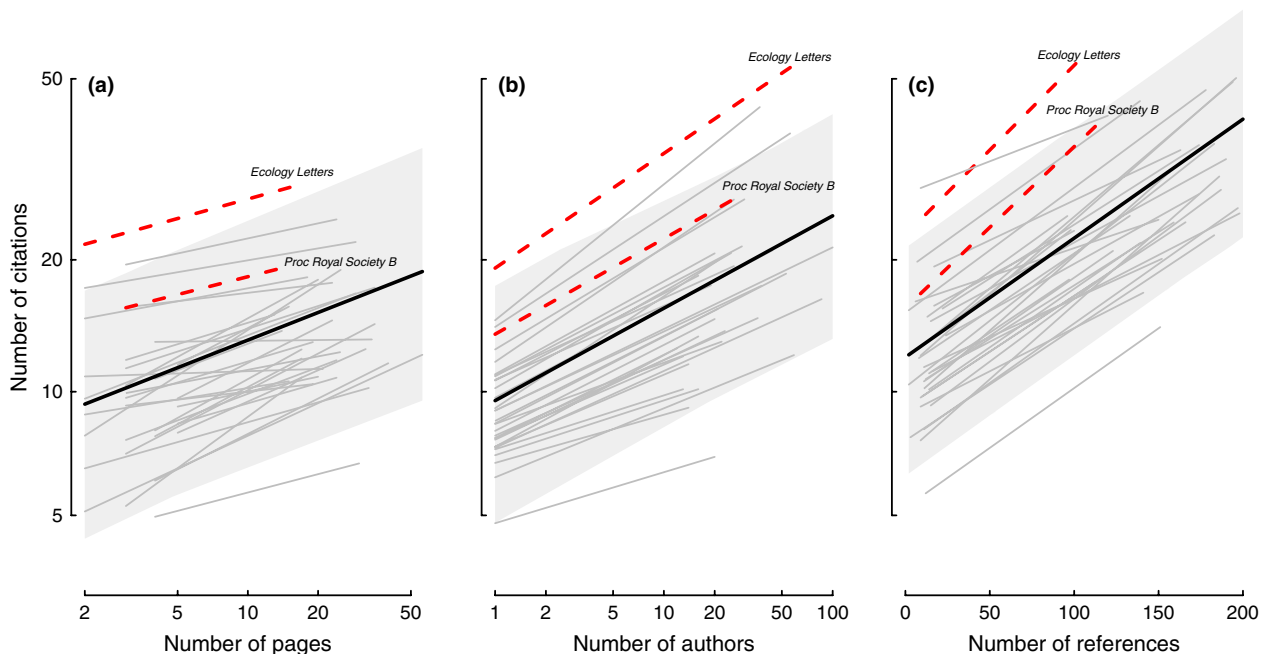 Number of citations
50
20
10
5
(a)
Ecology Letters
Proc Royal Society B
2
5
10
20
50
Number of pages
(b)
Ecology Letters
Proc Royal Society B
1
2
5
10
20
50
100
Number of authors
(c)
Ecology Letters
Proc Royal Society B
0
50
100
150
200
Number of references